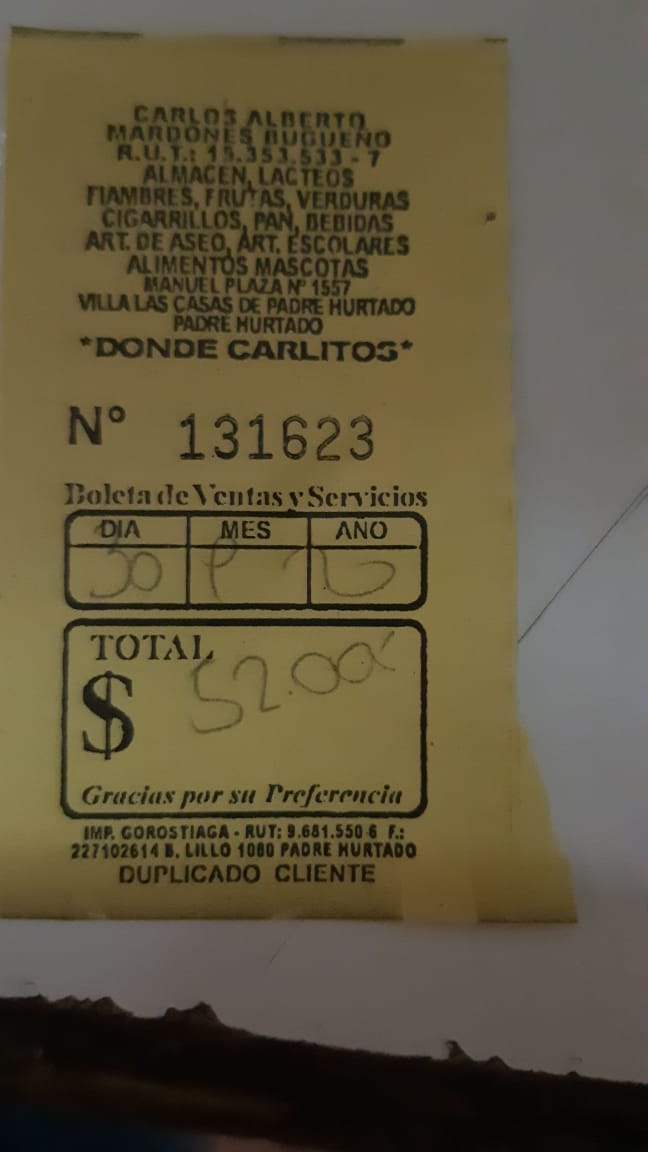 CARLOS ALBERTO
MARDONES BUGUEÑO
R.U.T.: 15.353.533 - 7
ALMACEN, LACTEOS
FIAMBRES, FRUTAS, VERDURAS
CIGARRILLOS, PAN, BEBIDAS
ART. DE ASEO, ART. ESCOLARES
ALIMENTOS MASCOTAS
MANUEL PLAZA Nº 1557
VILLA LAS CASAS DE PADRE HURTADO
PADRE HURTADO
*DONDE CARLITOS*
Nº 131623
Boleta de Ventas y Servicios
DIA MES AÑO
30
TOTAL
$ 52.00
Gracias por su Preferencia
IMP. GOROSTIAGA - RUT: 9.681.550 6 F.:
227102614 B. LILLO 1080 PADRE HURTADO
DUPLICADO CLIENTE